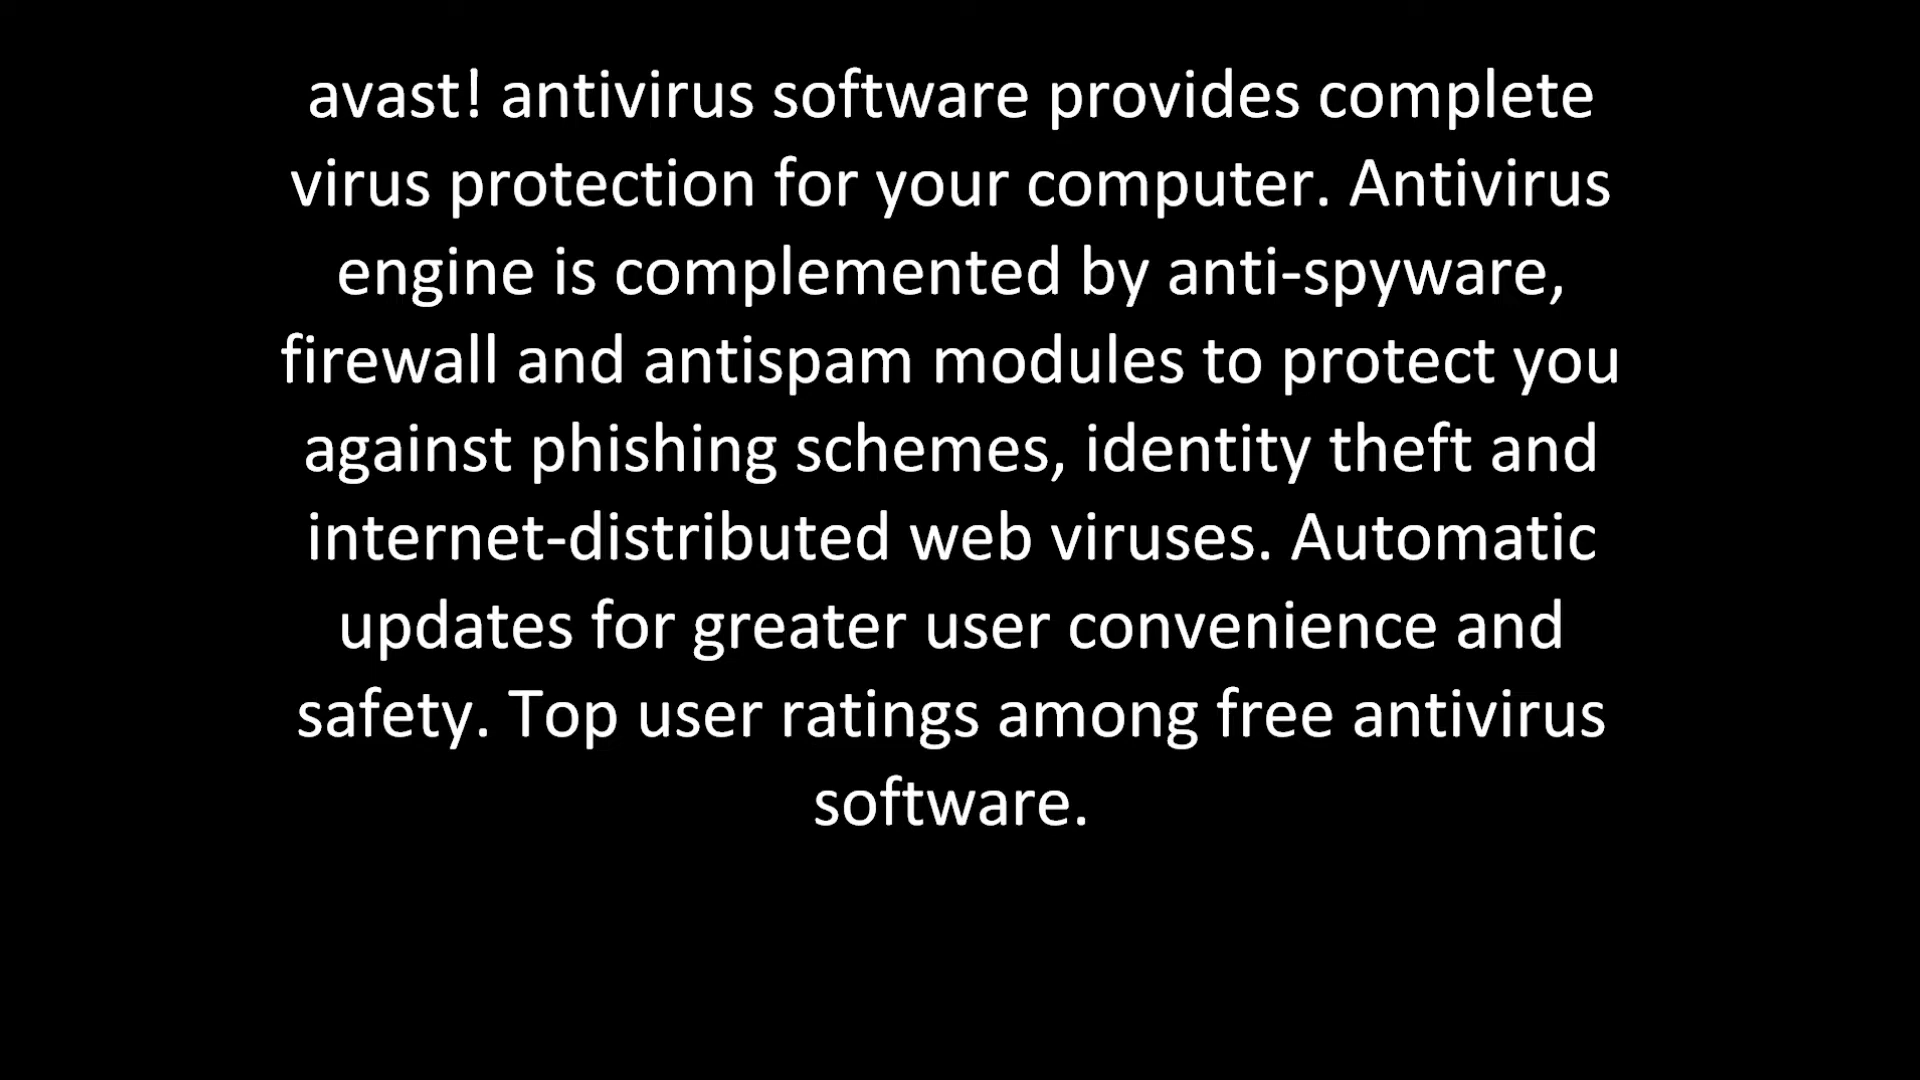 avast! antivirus software provides complete
virus protection for your computer. Antivirus
engine is complemented by anti-spyware,
firewall and antispam modules to protect you
against phishing schemes, identity theft and
internet-distributed web viruses. Automatic
updates for greater user convenience and
safety. Top user ratings among free antivirus
software.